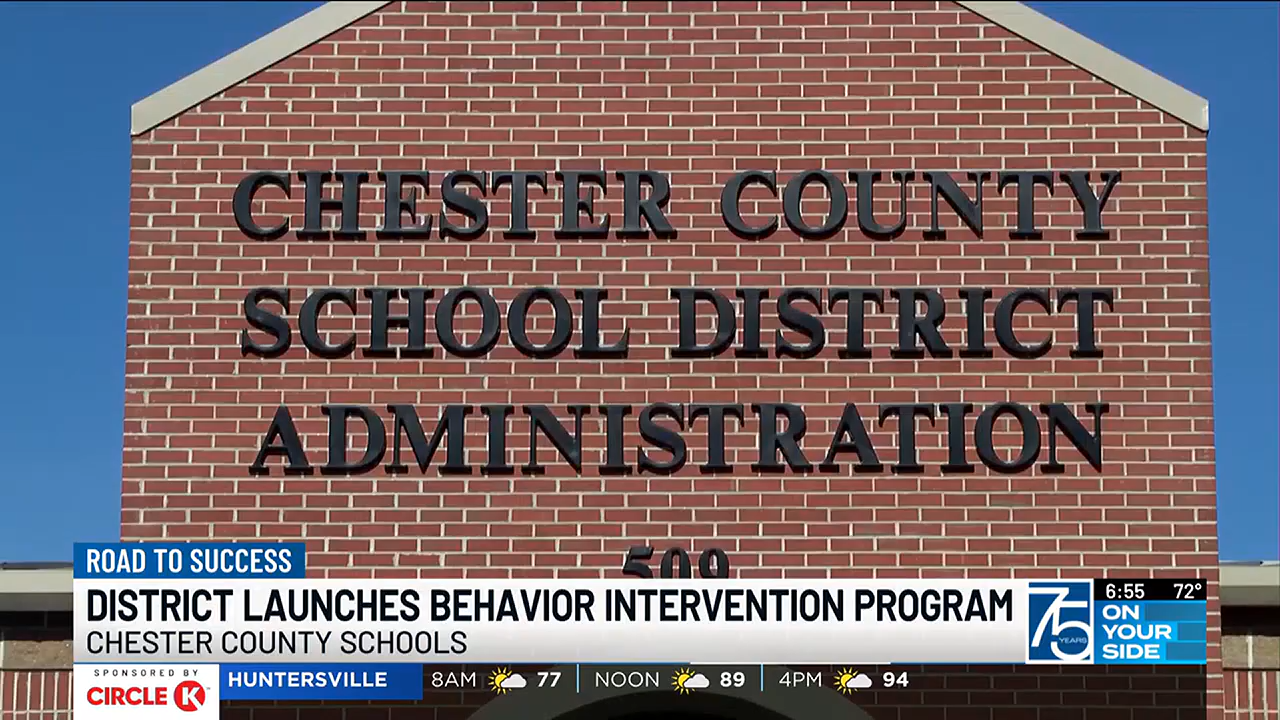 CHESTER COUNTY
SCHOOL DISTRICT
ADMINISTRATION
509
ROAD TO SUCCESS
DISTRICT LAUNCHES BEHAVIOR INTERVENTION PROGRAM
CHESTER COUNTY SCHOOLS
75 YEARS
6:55 72°
ON
YOUR
SIDE
SPONSORED BY
CIRCLE K
HUNTERSVILLE
8AM 77 NOON 89 4PM 94